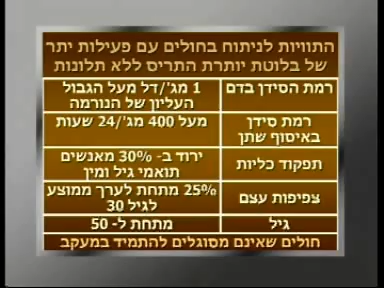 התוויות לניתוח בחולים עם פעילות יתר
של בלוטת יותרת התריס ללא תלונות
רמת הסידן בדם
1 מג'/דל מעל הגבול
העליון של הנורמה
רמת סידן
באיסוף שתן
מעל 400 מג'/24 שעות
תפקוד כליות
ירוד ב- 30% מאנשים
תואמי גיל ומין
צפיפות עצם
25% מתחת לערך ממוצע
לגיל 30
גיל
מתחת ל- 50
חולים שאינם מסוגלים להתמיד במעקב